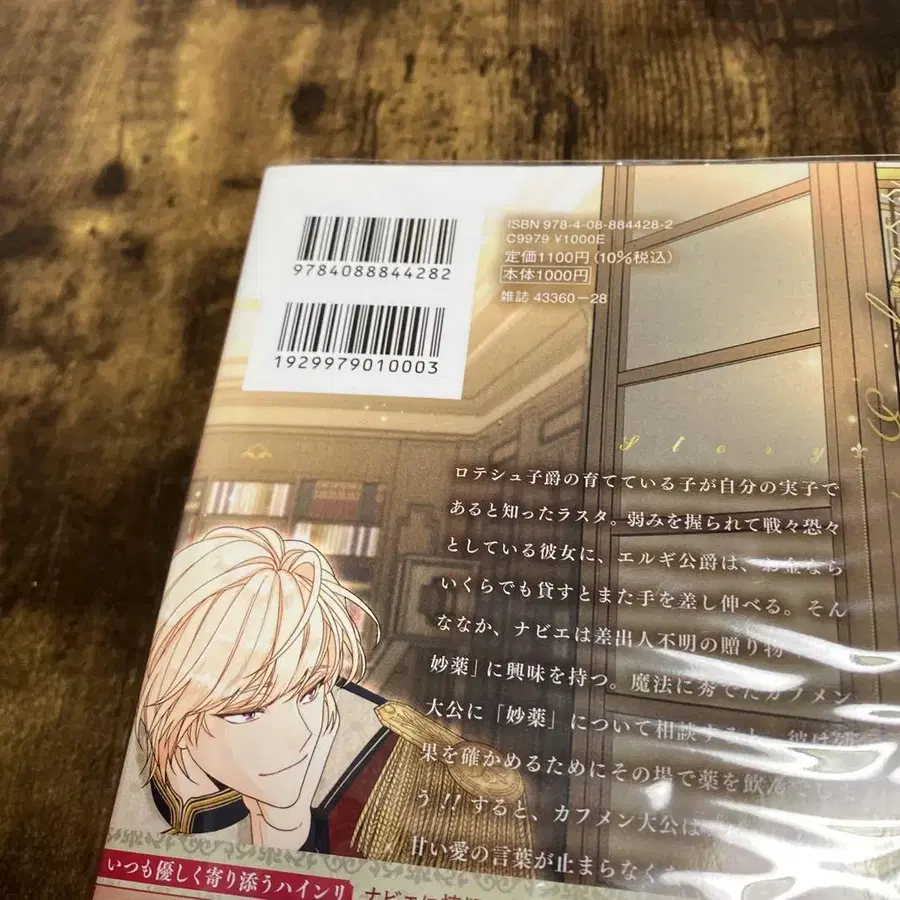 9784088844282
1929979010003
ISBN 978-4-08-884428-2
C9979 ¥1000E
定価1100円(10%税込)
本体1000円
雑誌 43360-28
Story
ロテシュ子爵の育てている子が自分の実子で
あると知ったラスタ。弱みを握られて戦々恐々
としている彼女に、エルギ公爵は、お金なら
いくらでも貸すとまた手を差し伸べる。そん
ななか、ナビエは差出人不明の贈り物
妙薬」に興味を持つ。魔法に秀でたカフメン
大公に「妙薬」について相談すると、彼は
果を確かめるためにその場で薬を飲んでしま
う!!すると、カフメン大公は
甘い愛の言葉が止まらなく
いつも優しく寄り添うハインリ
ナビエに